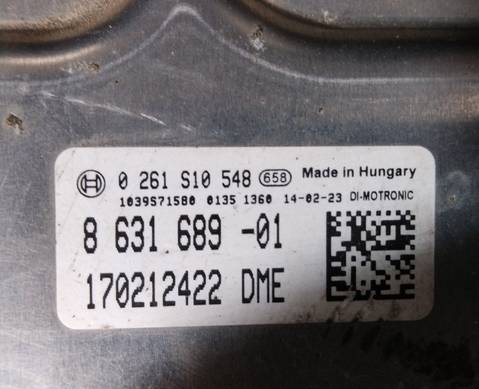 0 261 S10 548 658 Made in Hungary
1039S71580 0135 1360 14-02-23 DI-MOTRONIC
8 631 689 -01
170212422 DME